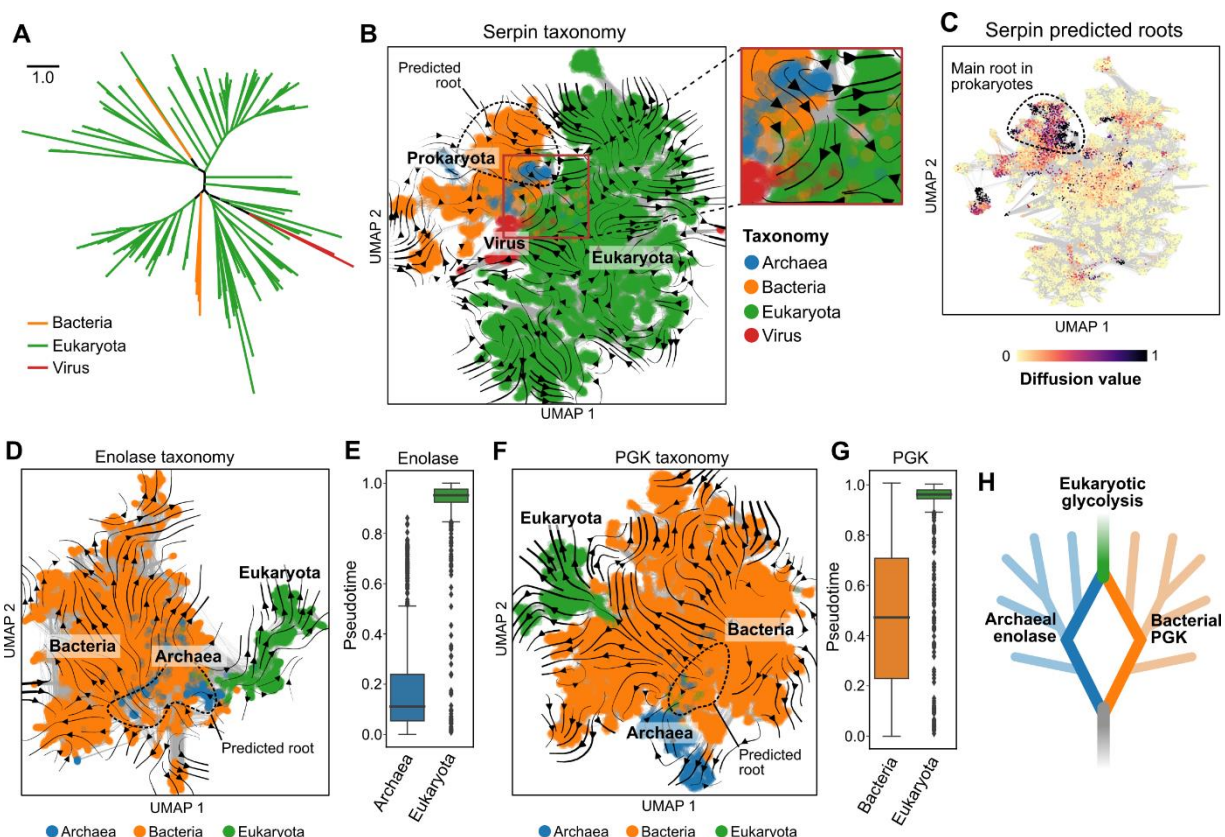 A
1.0
Bacteria
Eukaryota
Virus
B
Serpin taxonomy
Predicted
root
Prokaryota
Virus
Eukaryota
UMAP 2
UMAP 1
Taxonomy
Archaea
Bacteria
Eukaryota
Virus
C
Serpin predicted roots
Main root in
prokaryotes
UMAP 2
UMAP 1
0
1
Diffusion value
D
Enolase taxonomy
Eukaryota
Bacteria
Archaea
Predicted root
UMAP 2
UMAP 1
Archaea
Bacteria
Eukaryota
E
Enolase
Pseudotime
1.0
0.8
0.6
0.4
0.2
0.0
Archaea
Eukaryota
F
PGK taxonomy
Eukaryota
Bacteria
Archaea
Predicted
root
UMAP 2
UMAP 1
Archaea
Bacteria
Eukaryota
G
PGK
Pseudotime
1.0
0.8
0.6
0.4
0.2
0.0
Bacteria
Eukaryota
H
Eukaryotic
glycolysis
Archaeal
enolase
Bacterial
PGK